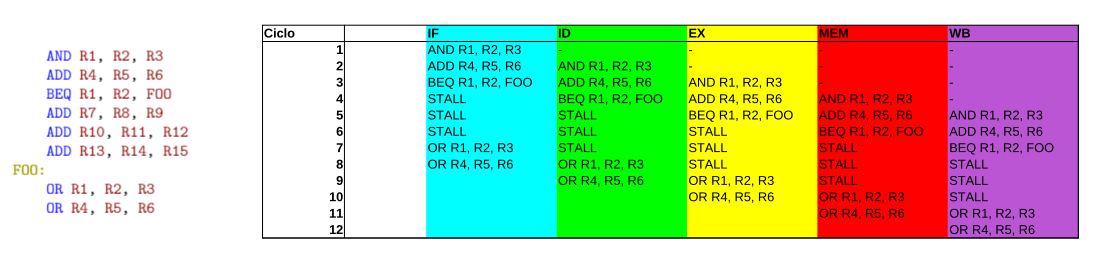 AND R1, R2, R3
ADD R4, R5, R6
BEQ R1, R2, FOO
ADD R7, R8, R9
ADD R10, R11, R12
ADD R13, R14, R15
FOO:
OR R1, R2, R3
OR R4, R5, R6
Ciclo IF ID EX MEM WB
1 AND R1, R2, R3 - - - -
2 ADD R4, R5, R6 AND R1, R2, R3 - - -
3 BEQ R1, R2, FOO ADD R4, R5, R6 AND R1, R2, R3 - -
4 STALL BEQ R1, R2, FOO ADD R4, R5, R6 AND R1, R2, R3 -
5 STALL STALL BEQ R1, R2, FOO ADD R4, R5, R6 AND R1, R2, R3
6 STALL STALL STALL BEQ R1, R2, FOO ADD R4, R5, R6
7 OR R1, R2, R3 STALL STALL STALL BEQ R1, R2, FOO
8 OR R4, R5, R6 OR R1, R2, R3 STALL STALL STALL
9 OR R4, R5, R6 OR R1, R2, R3 STALL STALL
10 OR R4, R5, R6 OR R1, R2, R3 STALL
11 OR R4, R5, R6 OR R1, R2, R3
12 OR R4, R5, R6